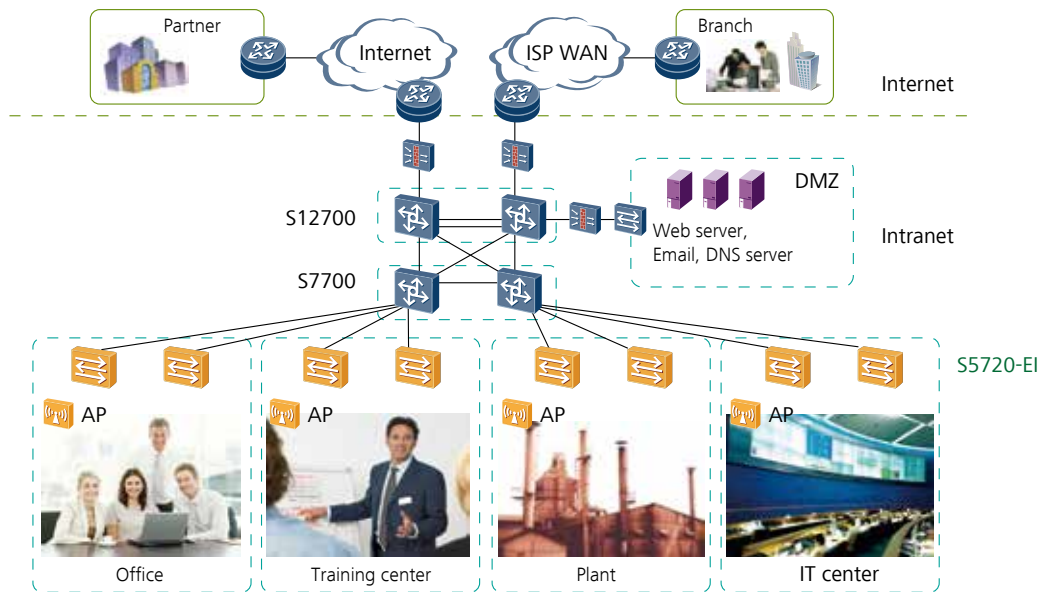 Partner
Internet
ISP WAN
Branch
Internet
DMZ
S12700
Web server,
Email, DNS server
Intranet
S7700
S5720-EI
AP
AP
AP
AP
Office
Training center
Plant
IT center